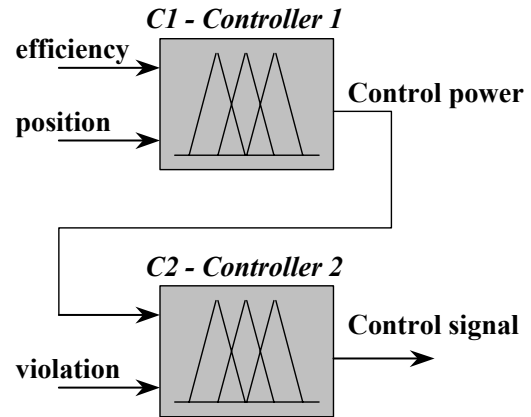 C1 - Controller 1
efficiency
Control power
position
C2 - Controller 2
Control signal
violation